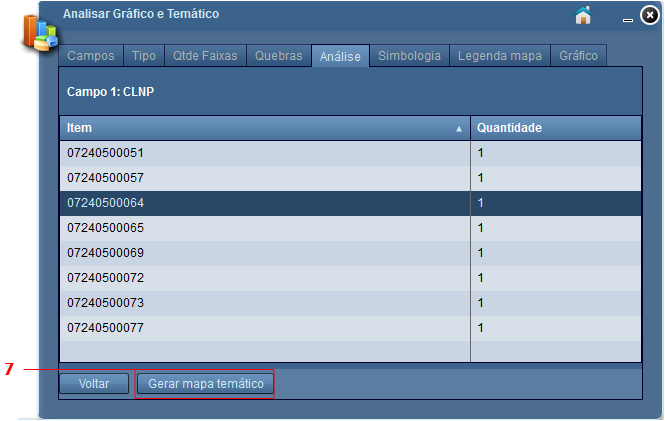 Analisar Gráfico e Temático
Campos Tipo Qtde Faixas Quebras Análise Simbologia Legenda mapa Gráfico
Campo 1: CLNP
Item Quantidade
07240500051 1
07240500057 1
07240500064 1
07240500065 1
07240500069 1
07240500072 1
07240500073 1
07240500077 1
7
Voltar Gerar mapa temático